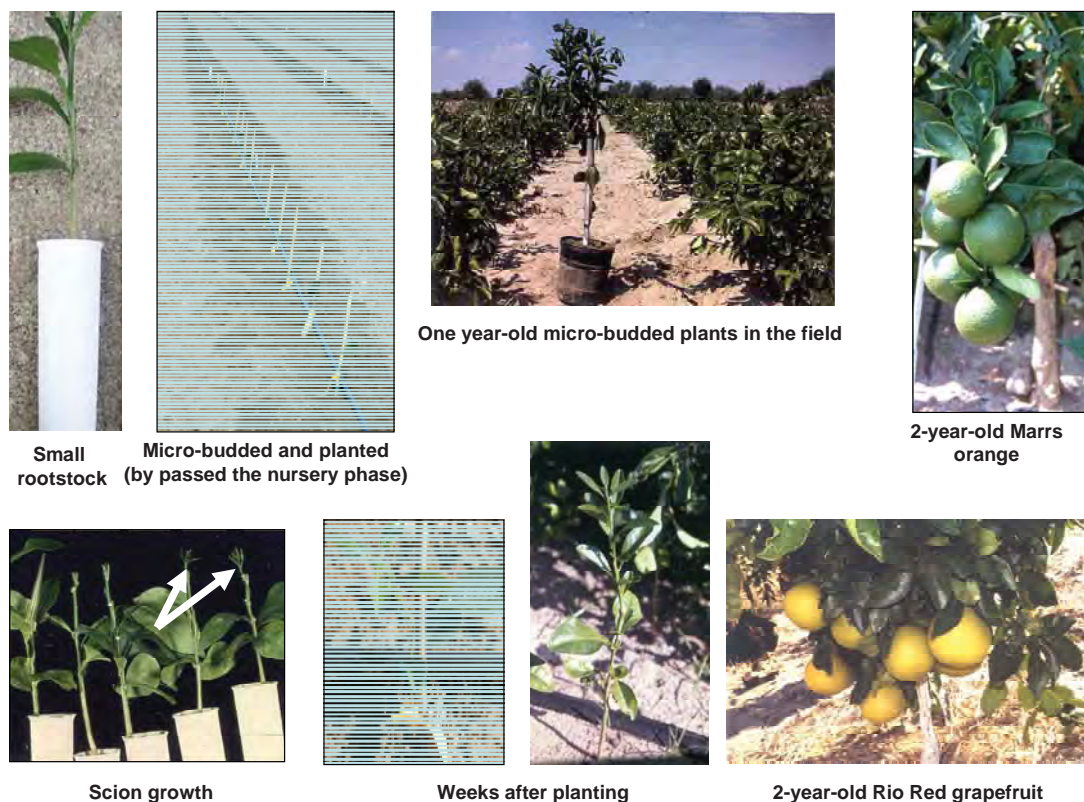 One year-old micro-budded plants in the field
Small
rootstock
Micro-budded and planted
(by passed the nursery phase)
2-year-old Marrs
orange
Scion growth
Weeks after planting
2-year-old Rio Red grapefruit